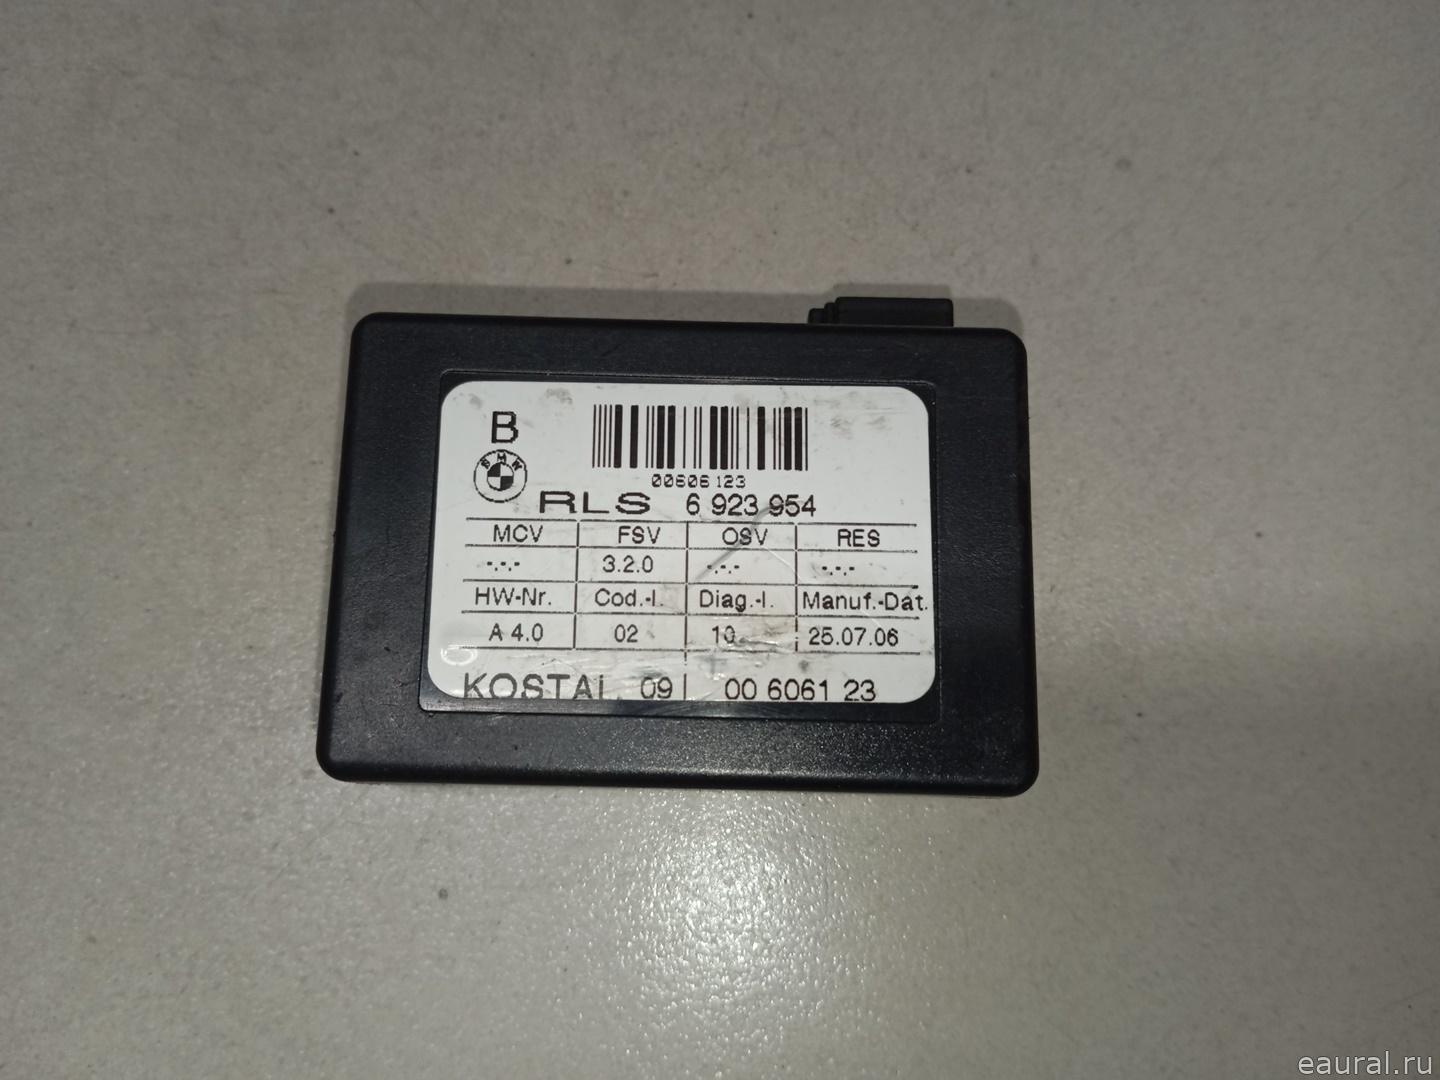 B
BMW
00606123
RLS 6 923 954
MCV FSV OSV RES
-.-.- 3.2.0 -.-.- -.-.-
HW-Nr. Cod.-I. Diag.-I. Manuf.-Dat.
A 4.0 02 10 25.07.06
KOSTAL 09 00 6061 23
eaural.ru